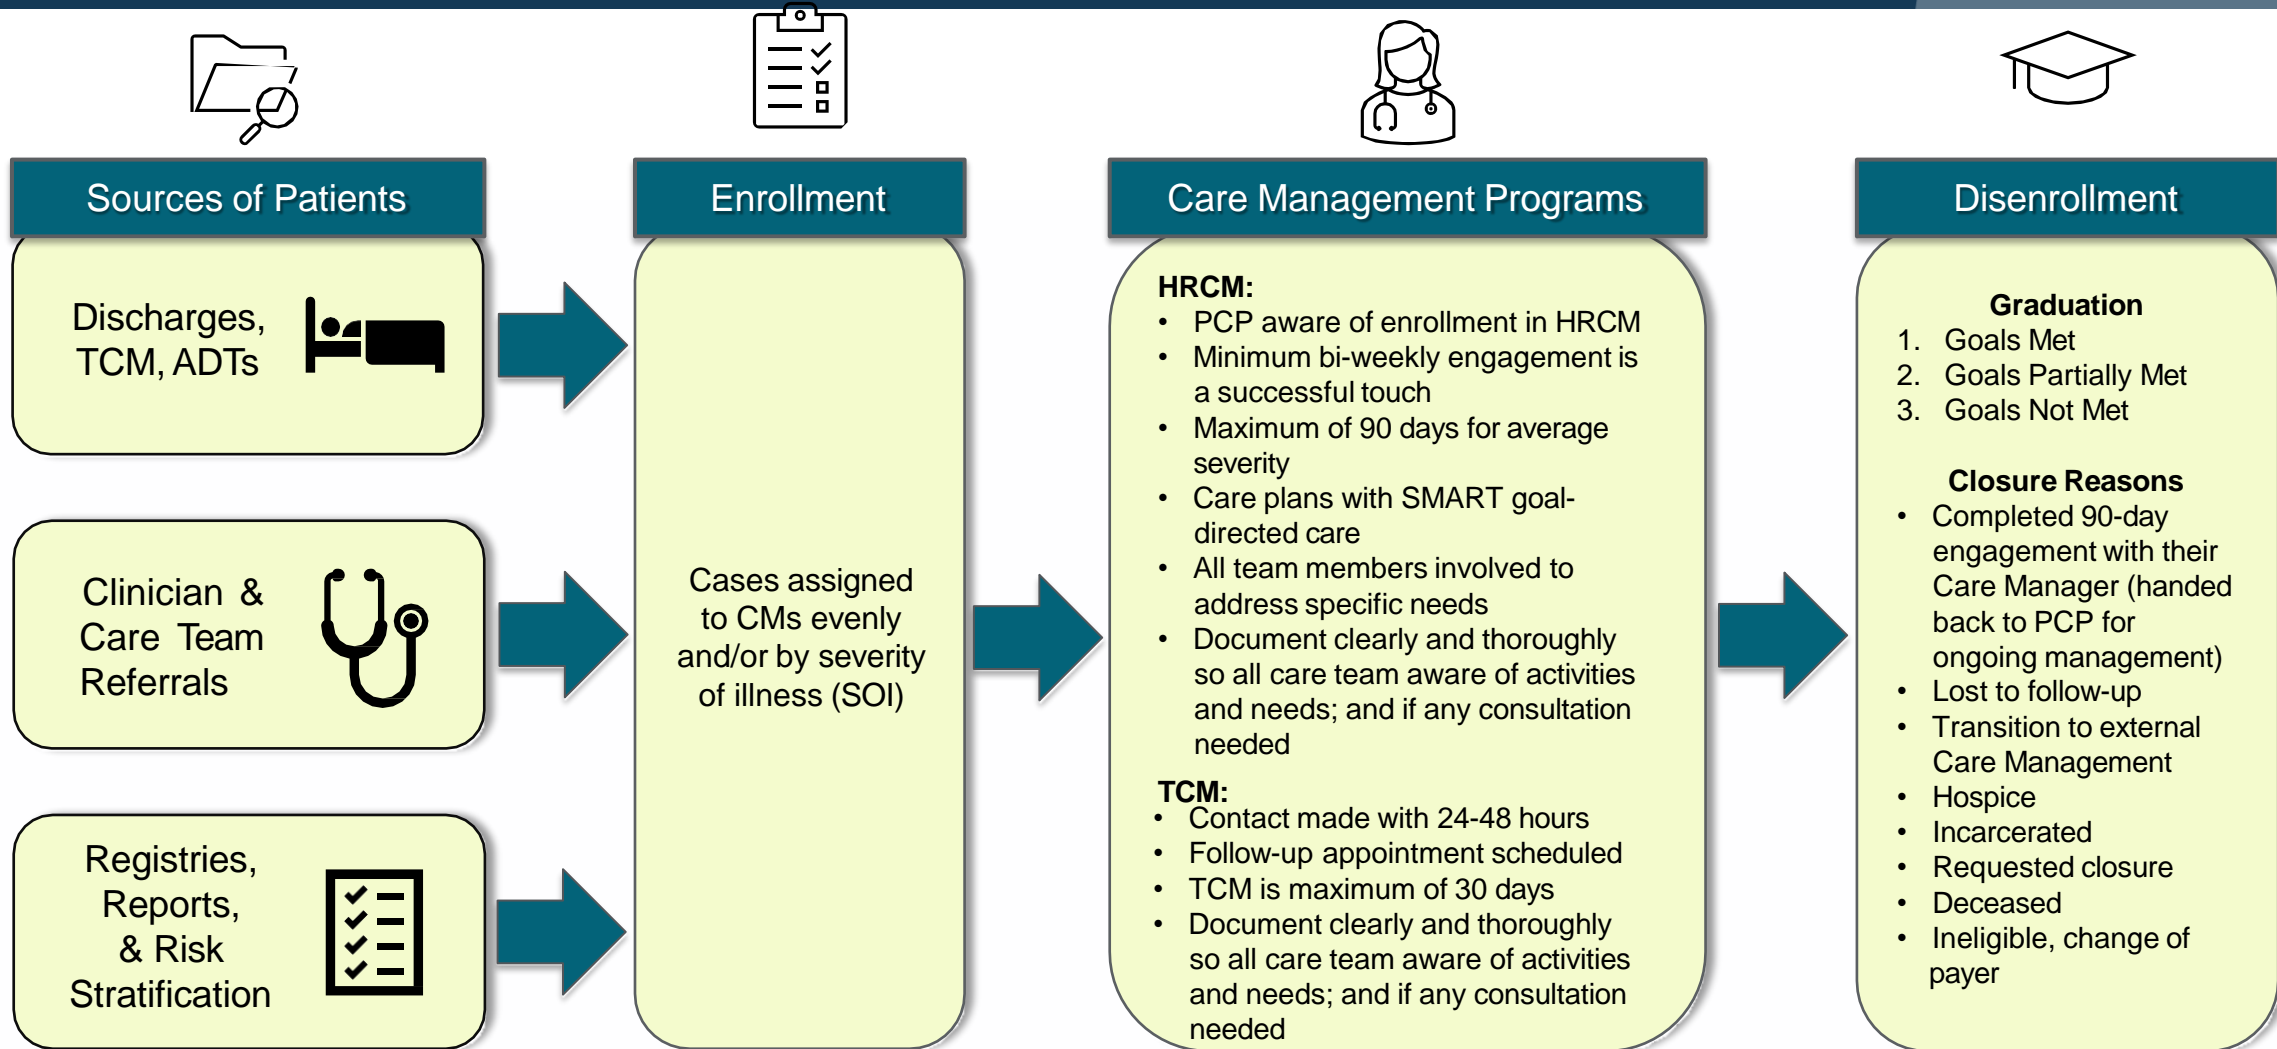 Sources of Patients
Discharges,
TCM, ADTs
Clinician &
Care Team
Referrals
Registries,
Reports,
& Risk
Stratification
Enrollment
Cases assigned
to CMs evenly
and/or by severity
of illness (SOI)
Care Management Programs
HRCM:
• PCP aware of enrollment in HRCM
• Minimum bi-weekly engagement is
a successful touch
• Maximum of 90 days for average
severity
• Care plans with SMART goal-
directed care
• All team members involved to
address specific needs
• Document clearly and thoroughly
so all care team aware of activities
and needs; and if any consultation
needed
TCM:
• Contact made with 24-48 hours
• Follow-up appointment scheduled
• TCM is maximum of 30 days
• Document clearly and thoroughly
so all care team aware of activities
and needs; and if any consultation
needed
Disenrollment
Graduation
1. Goals Met
2. Goals Partially Met
3. Goals Not Met
Closure Reasons
• Completed 90-day
engagement with their
Care Manager (handed
back to PCP for
ongoing management)
• Lost to follow-up
• Transition to external
Care Management
• Hospice
• Incarcerated
• Requested closure
• Deceased
• Ineligible, change of
payer